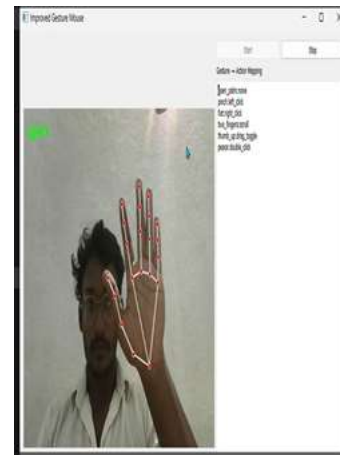 Improved Gesture Mouse
Start
Stop
Gesture → Action Mapping
open_palm:move
pinch:left_click
fist:right_click
two_fingers:scroll
thumb_up:drag_toggle
peace:double_click